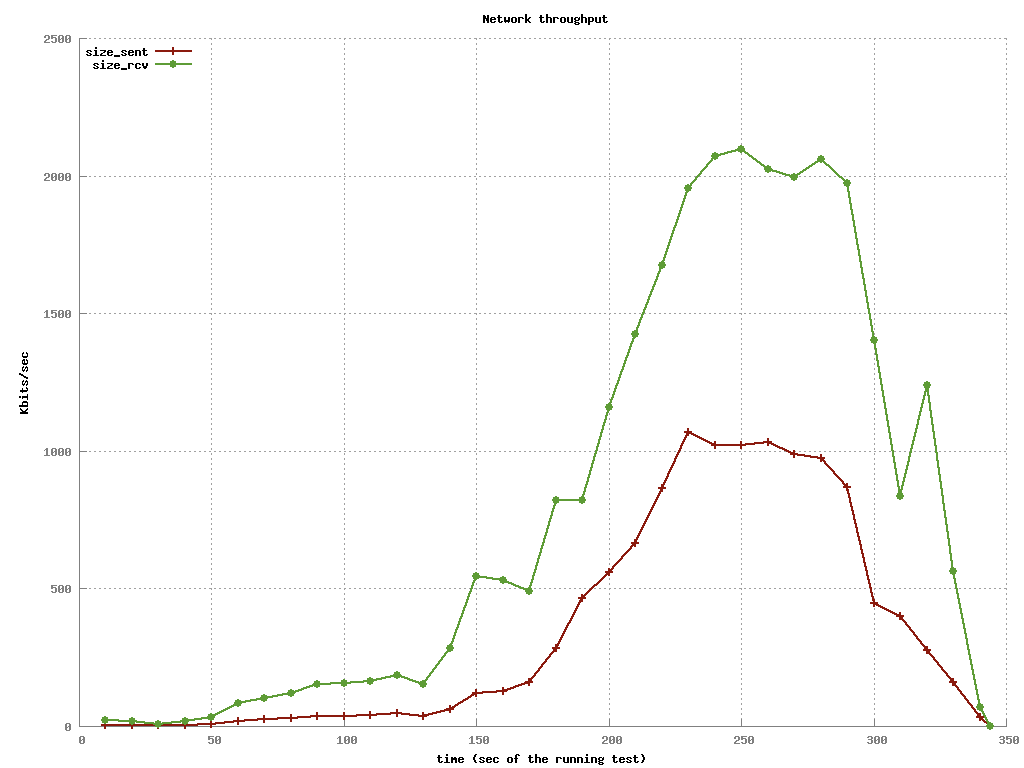 Network throughput
2500
size_sent
size_rcv
2000
1500
Kbits/sec
1000
500
0
0 50 100 150 200 250 300 350
time (sec of the running test)